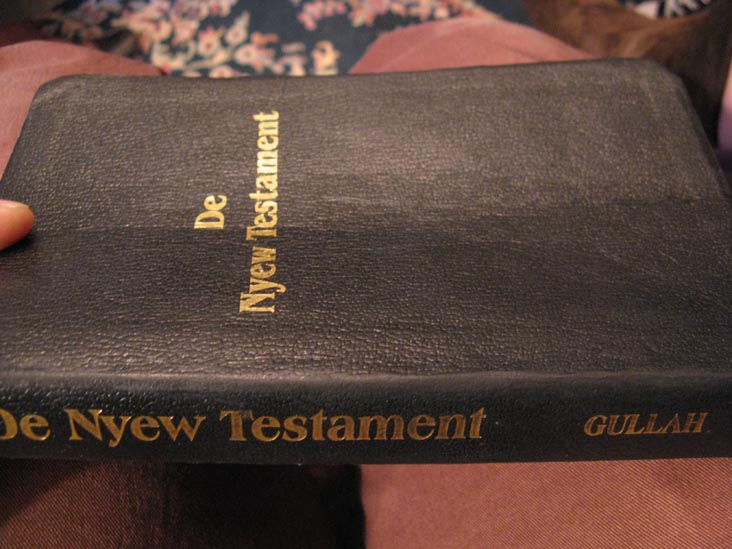 De
Nyew Testament
De Nyew Testament GULLAH